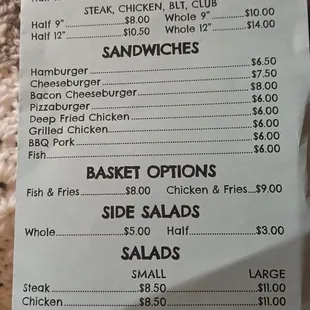 STEAK, CHICKEN, BLT, CLUB
Half 9"..................$8.00 Whole 9"............$10.00
Half 12"..................$10.50 Whole 12"............$14.00
SANDWICHES
Hamburger..................$6.50
Cheeseburger..................$7.50
Bacon Cheeseburger..................$8.00
Pizzaburger..................$6.00
Deep Fried Chicken..................$6.00
Grilled Chicken..................$6.00
BBQ Pork..................$6.00
Fish..................$6.00
BASKET OPTIONS
Fish & Fries............$8.00 Chicken & Fries....$9.00
SIDE SALADS
Whole..................$5.00 Half..................$3.00
SALADS
SMALL LARGE
Steak..................$8.50..................$11.00
Chicken..................$8.50..................$11.00